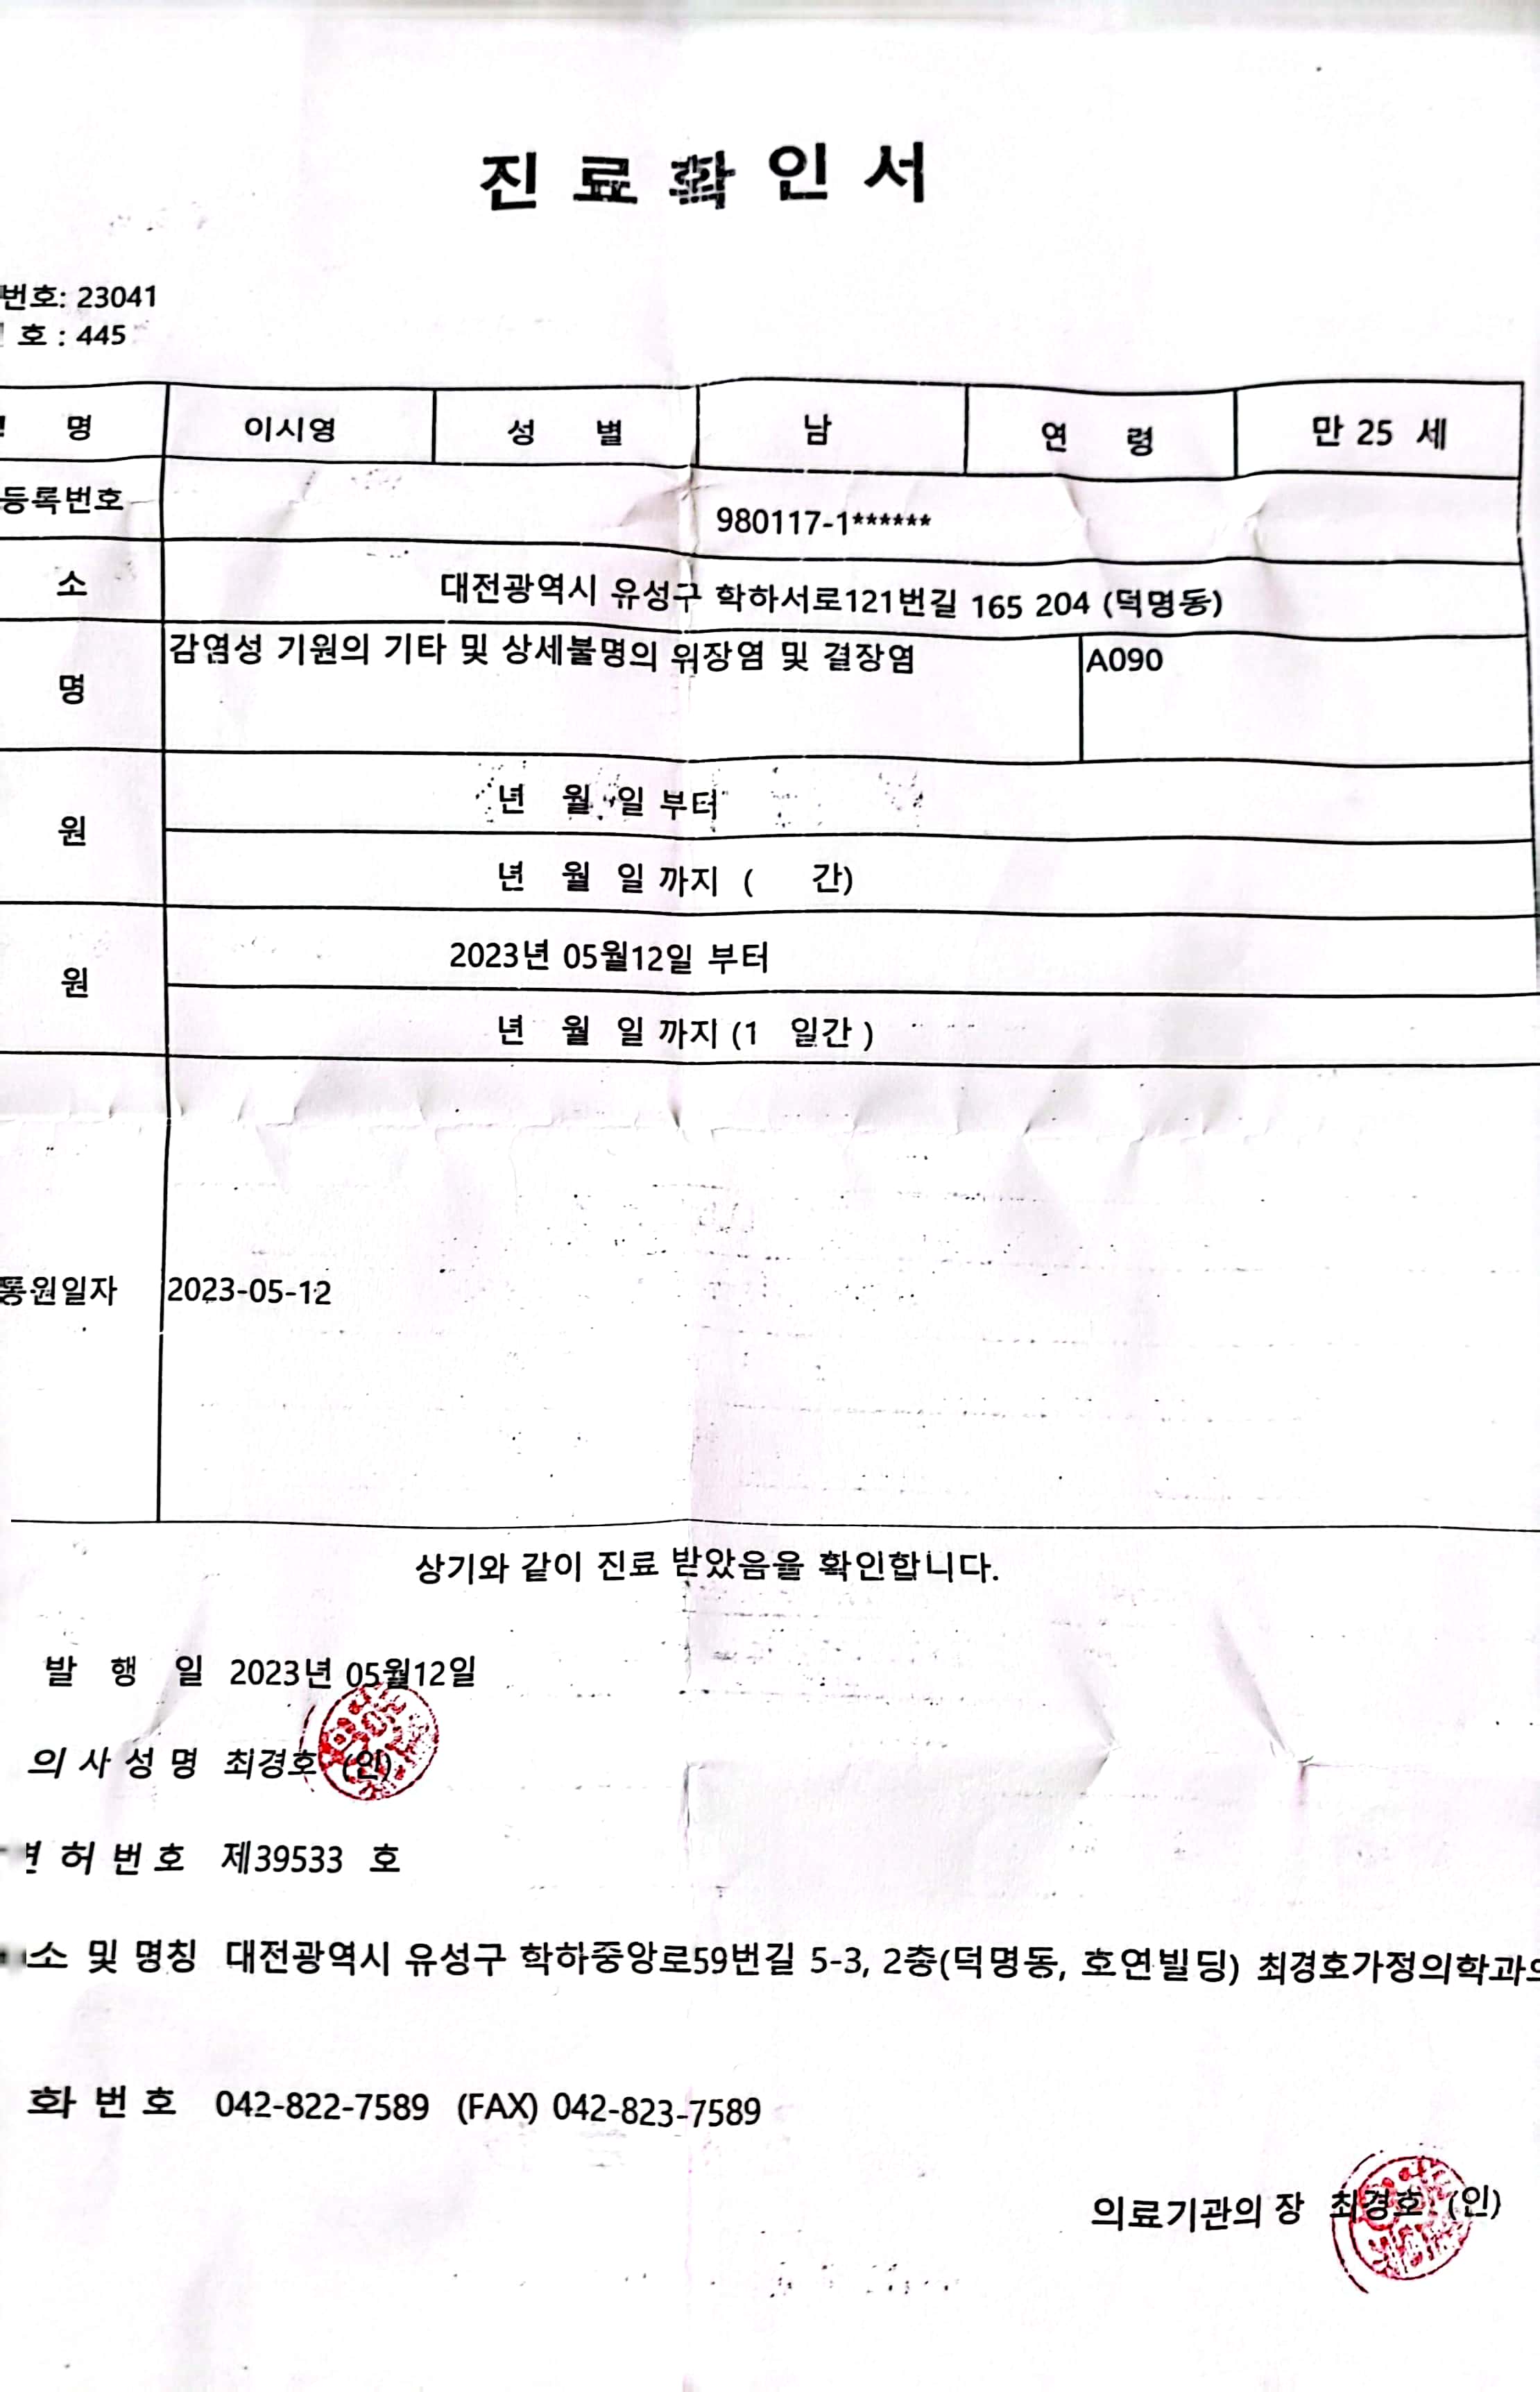 진 료 확 인 서
번호: 23041
호 : 445
명 이시영 성 별 남 연 령 만 25 세
등록번호 980117-1******
소 대전광역시 유성구 학하서로121번길 165 204 (덕명동)
명 감염성 기원의 기타 및 상세불명의 위장염 및 결장염 A090
원 년 월 일 부터
년 월 일 까지 ( 간)
원 2023년 05월12일 부터
년 월 일 까지 (1 일간 )
통원일자 2023-05-12
상기와 같이 진료 받았음을 확인합니다.
발 행 일 2023년 05월12일
의 사 성 명 최경호 (인)
면 허 번 호 제39533 호
소 및 명칭 대전광역시 유성구 학하중앙로59번길 5-3, 2층(덕명동, 호연빌딩) 최경호가정의학과의
화 번 호 042-822-7589 (FAX) 042-823-7589
의료기관의 장 최경호 (인)